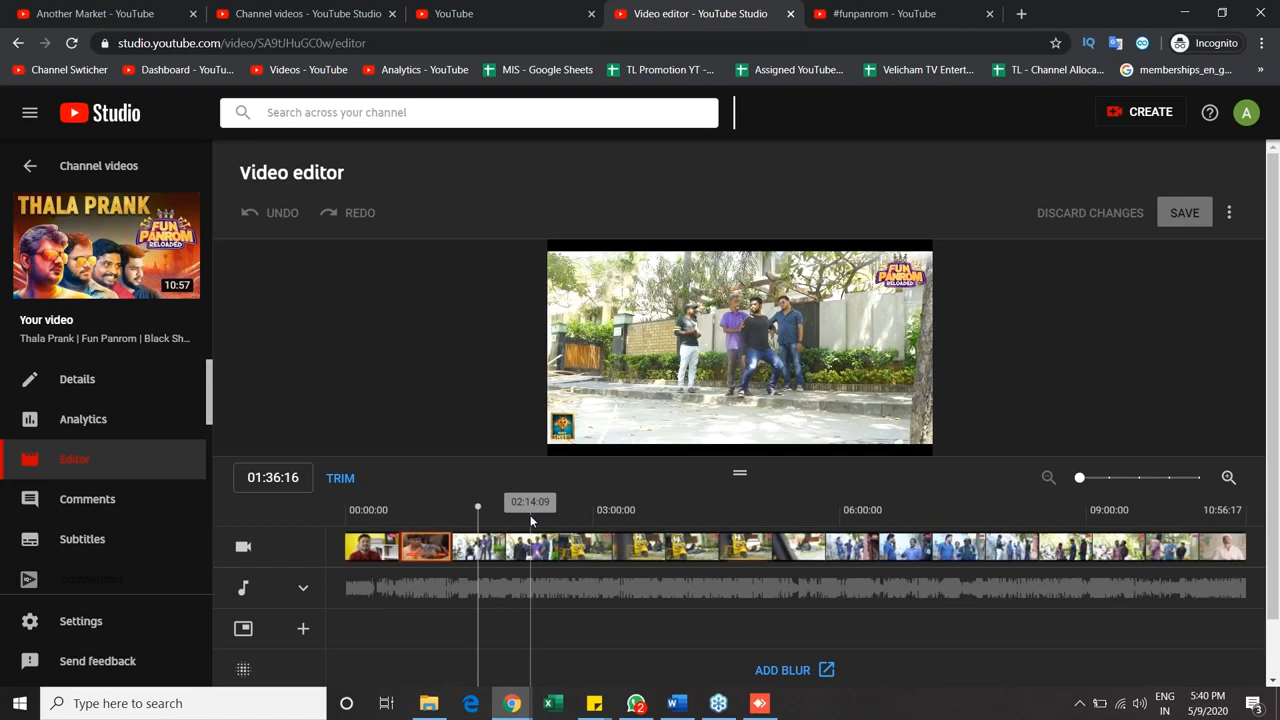 Another Market - YouTube
Channel videos - YouTube Studio
YouTube
Video editor - YouTube Studio
#funpanrom - YouTube
studio.youtube.com/video/SA9tJHuGC0w/editor
IQ
Incognito
Channel Swticher
Dashboard - YouTu...
Videos - YouTube
Analytics - YouTube
MIS - Google Sheets
TL Promotion YT -...
Assigned YouTube...
Velicham TV Entert...
TL - Channel Alloca...
memberships_en_g...
»
Studio
Search across your channel
CREATE
A
Channel videos
Video editor
THALA PRANK
FUN PANROM RELOADED
10:57
UNDO
REDO
DISCARD CHANGES
SAVE
FUN PANROM RELOADED
Your video
Thala Prank | Fun Panrom | Black Sh...
Details
Analytics
Editor
Comments
Subtitles
Settings
Send feedback
01:36:16
TRIM
02:14:09
00:00:00
03:00:00
06:00:00
09:00:00
10:56:17
ADD BLUR
Type here to search
2
ENG
IN
5:40 PM
5/9/2020
3